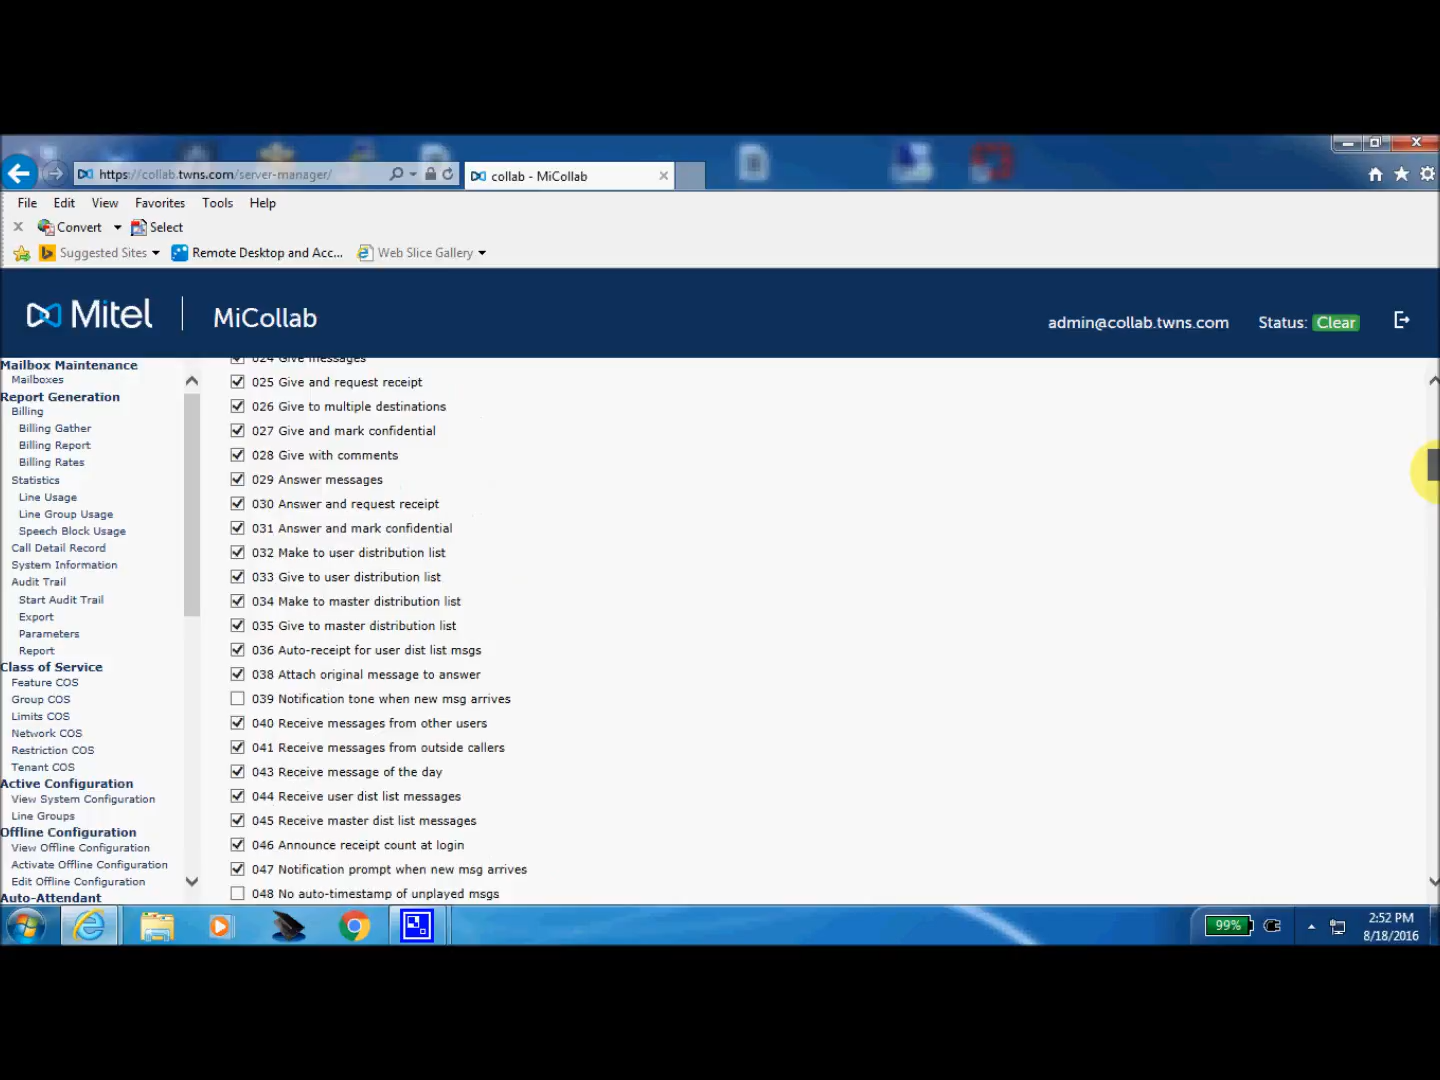 https://collab.twns.com/server-manager/
collab - MiCollab
File Edit View Favorites Tools Help
Convert Select
Suggested Sites Remote Desktop and Acc... Web Slice Gallery
Mitel MiCollab
admin@collab.twns.com Status: Clear
Mailbox Maintenance
Mailboxes
Report Generation
Billing
Billing Gather
Billing Report
Billing Rates
Statistics
Line Usage
Line Group Usage
Speech Block Usage
Call Detail Record
System Information
Audit Trail
Start Audit Trail
Export
Parameters
Report
Class of Service
Feature COS
Group COS
Limits COS
Network COS
Restriction COS
Tenant COS
Active Configuration
View System Configuration
Line Groups
Offline Configuration
View Offline Configuration
Activate Offline Configuration
Edit Offline Configuration
Auto-Attendant
024 Give messages
025 Give and request receipt
026 Give to multiple destinations
027 Give and mark confidential
028 Give with comments
029 Answer messages
030 Answer and request receipt
031 Answer and mark confidential
032 Make to user distribution list
033 Give to user distribution list
034 Make to master distribution list
035 Give to master distribution list
036 Auto-receipt for user dist list msgs
038 Attach original message to answer
039 Notification tone when new msg arrives
040 Receive messages from other users
041 Receive messages from outside callers
043 Receive message of the day
044 Receive user dist list messages
045 Receive master dist list messages
046 Announce receipt count at login
047 Notification prompt when new msg arrives
048 No auto-timestamp of unplayed msgs
99%
2:52 PM
8/18/2016